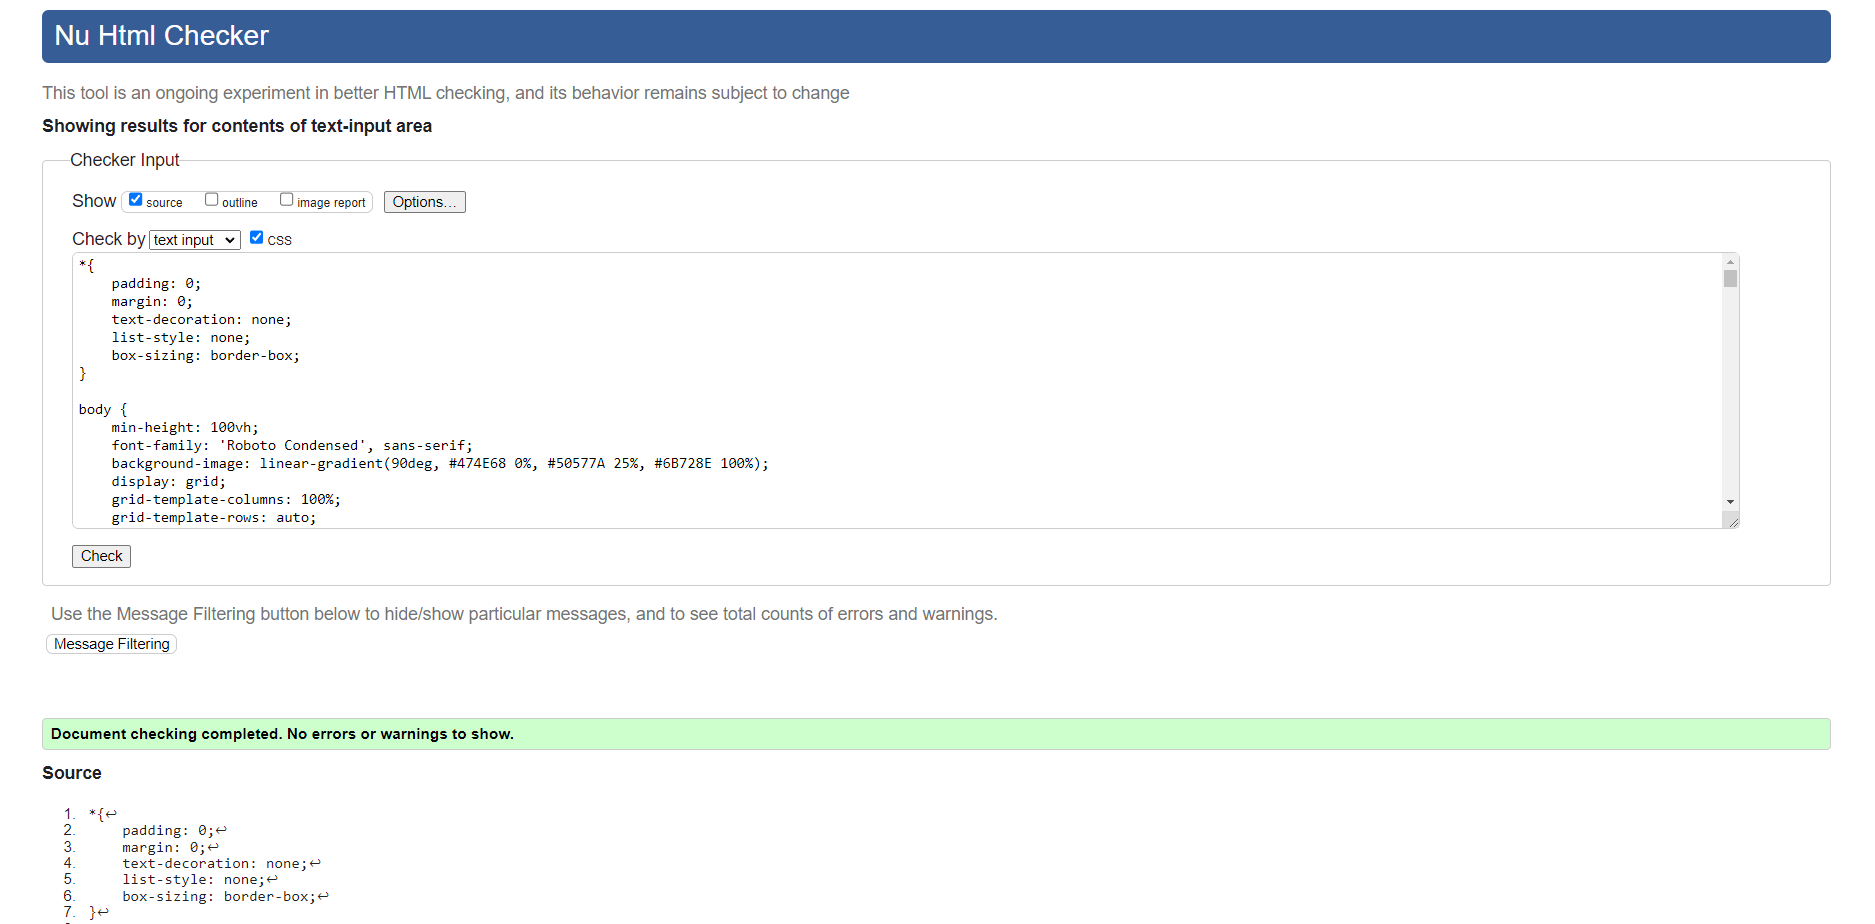 Nu Html Checker
This tool is an ongoing experiment in better HTML checking, and its behavior remains subject to change
Showing results for contents of text-input area
Checker Input
Show source outline image report Options...
Check by text input CSS
*{
    padding: 0;
    margin: 0;
    text-decoration: none;
    list-style: none;
    box-sizing: border-box;
}

body {
    min-height: 100vh;
    font-family: 'Roboto Condensed', sans-serif;
    background-image: linear-gradient(90deg, #474E68 0%, #50577A 25%, #6B728E 100%);
    display: grid;
    grid-template-columns: 100%;
    grid-template-rows: auto;
Check
Use the Message Filtering button below to hide/show particular messages, and to see total counts of errors and warnings.
Message Filtering
Document checking completed. No errors or warnings to show.
Source
1. *{↩
2.     padding: 0;↩
3.     margin: 0;↩
4.     text-decoration: none;↩
5.     list-style: none;↩
6.     box-sizing: border-box;↩
7. }↩